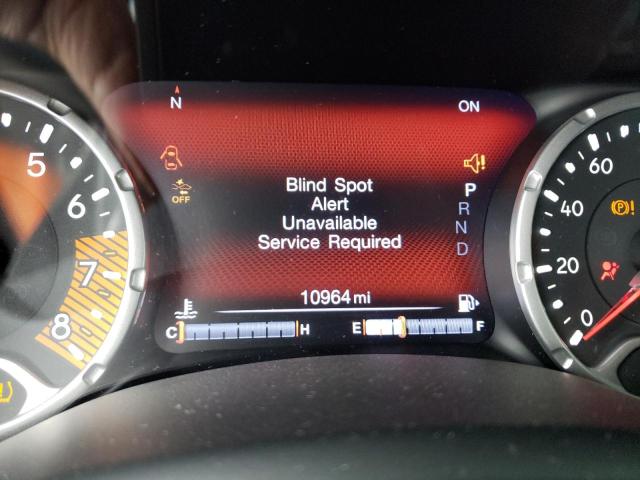 N
ON
OFF
Blind Spot
Alert
Unavailable
Service Required
P
R
N
D
10964 mi
C H
E F
5
6
7
8
60
40
20
0
(P)!